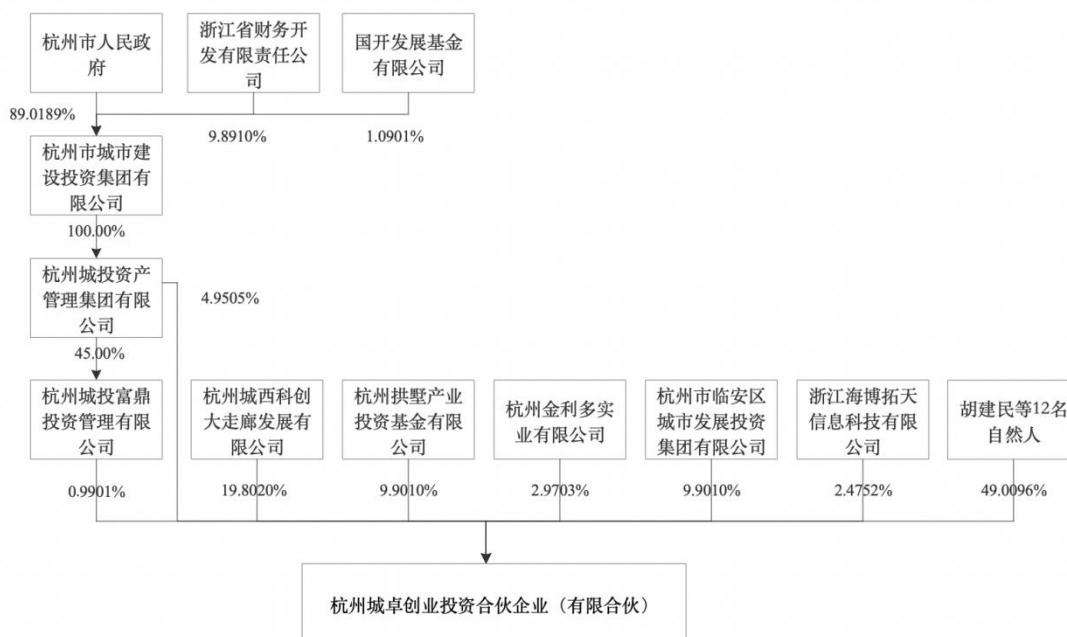 杭州市人民政
府
浙江省财务开
发有限责任公
司
国开发展基金
有限公司
89.0189%
9.8910%
1.0901%
杭州市城市建
设投资集团有
限公司
100.00%
杭州城投资产
管理集团有限
公司
4.9505%
45.00%
杭州城投富鼎
投资管理有限
公司
杭州城西科创
大走廊发展有
限公司
杭州拱墅产业
投资基金有限
公司
杭州金利多实
业有限公司
杭州市临安区
城市发展投资
集团有限公司
浙江海博拓天
信息科技有限
公司
胡建民等12名
自然人
0.9901%
19.8020%
9.9010%
2.9703%
9.9010%
2.4752%
49.0096%
杭州城卓创业投资合伙企业（有限合伙）